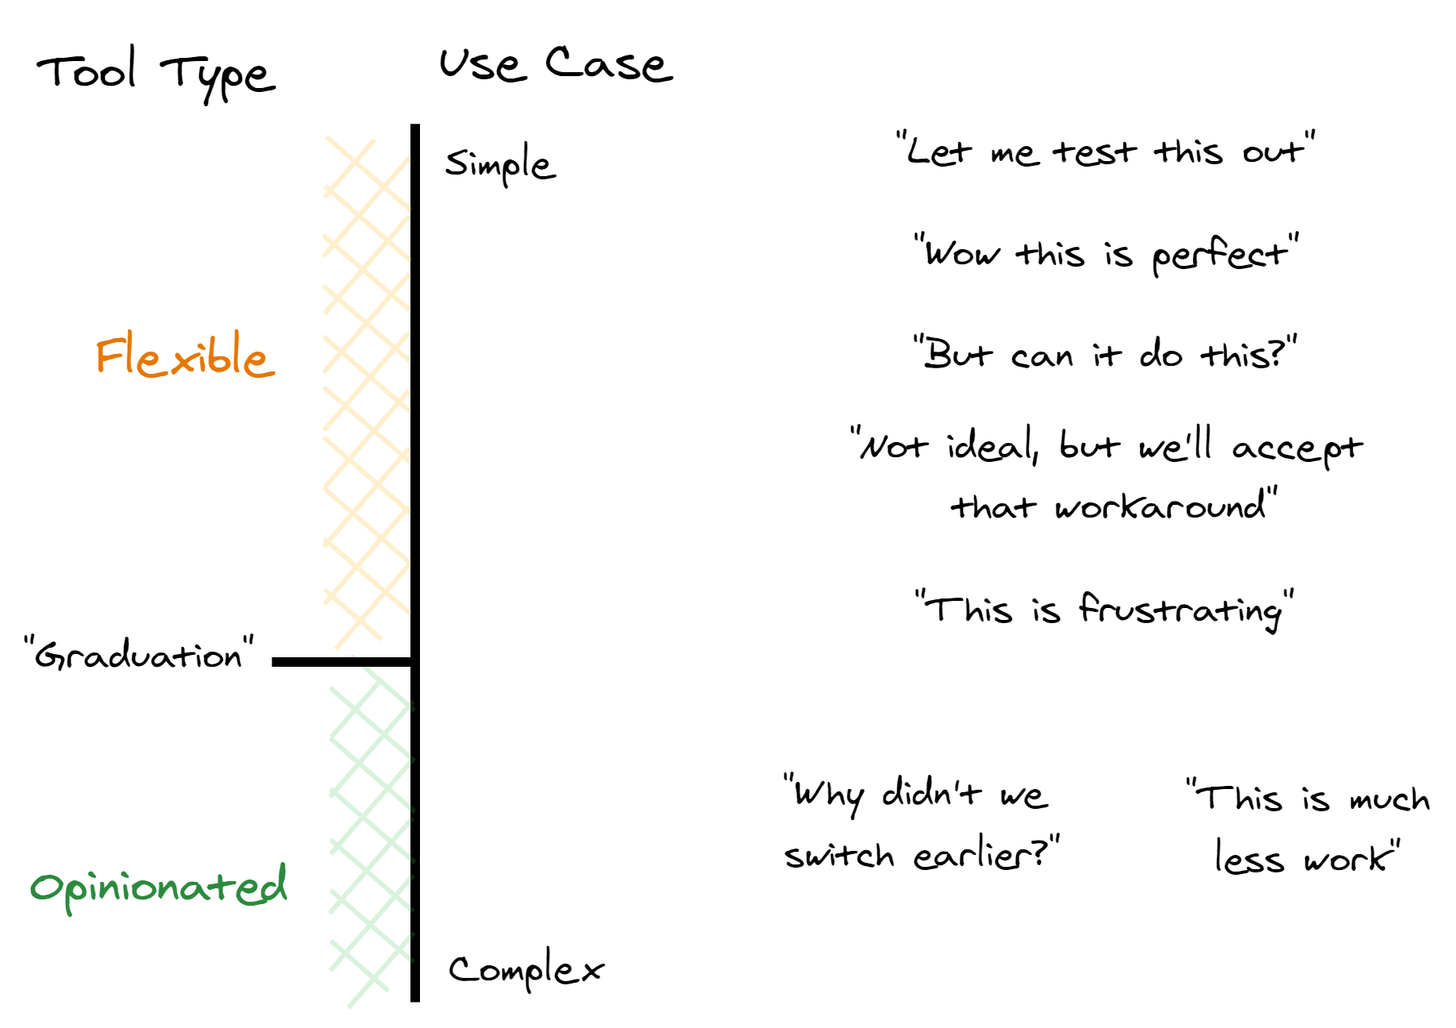 Tool Type
Use Case
Simple
"Let me test this out"
"Wow this is perfect"
Flexible
"But can it do this?"
"Not ideal, but we'll accept
that workaround"
"This is frustrating"
"Graduation"
"Why didn't we
switch earlier?"
"This is much
less work"
Opinionated
Complex